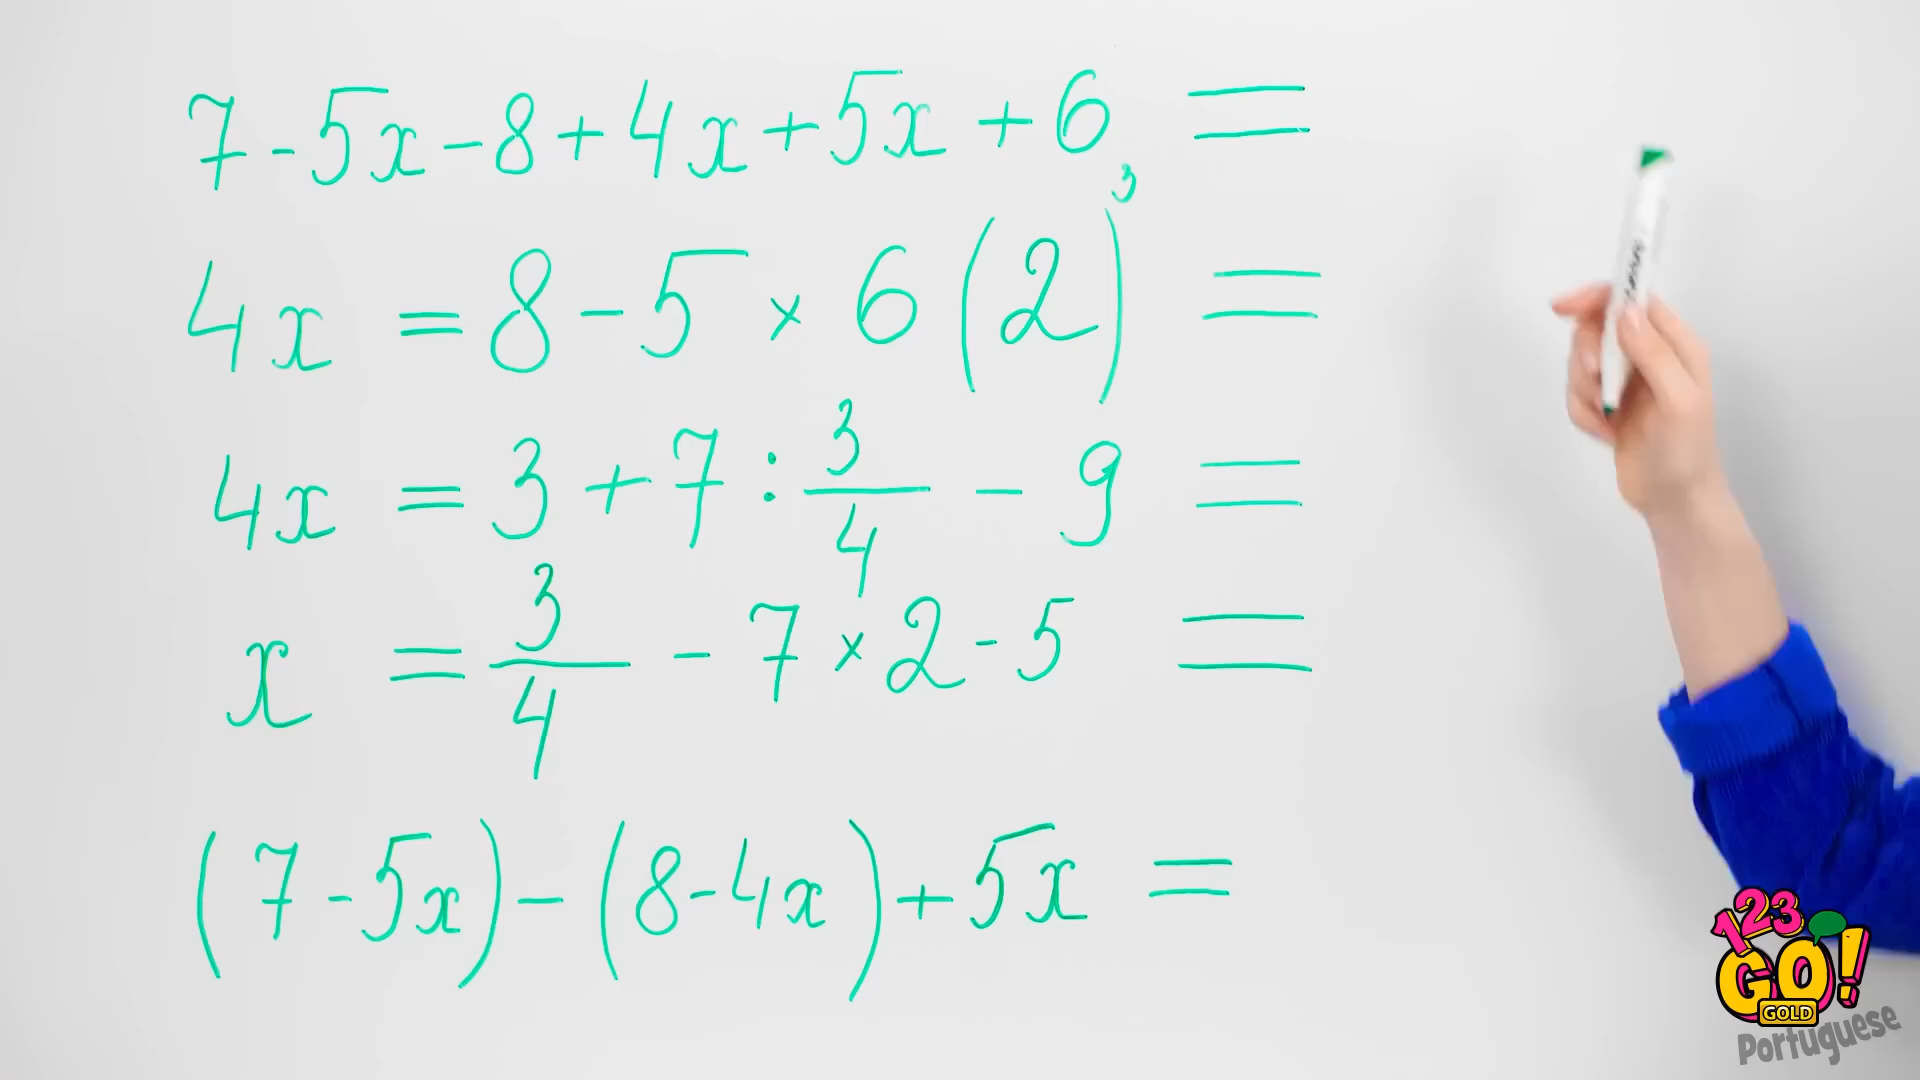 7-5x-8+4x+5x+6 =
4x = 8-5×6(2)³ =
4x = 3+7:3/4-9 =
x = 3/4-7×2-5 =
(7-5x)-(8-4x)+5x =
123
GO!
GOLD
Portuguese